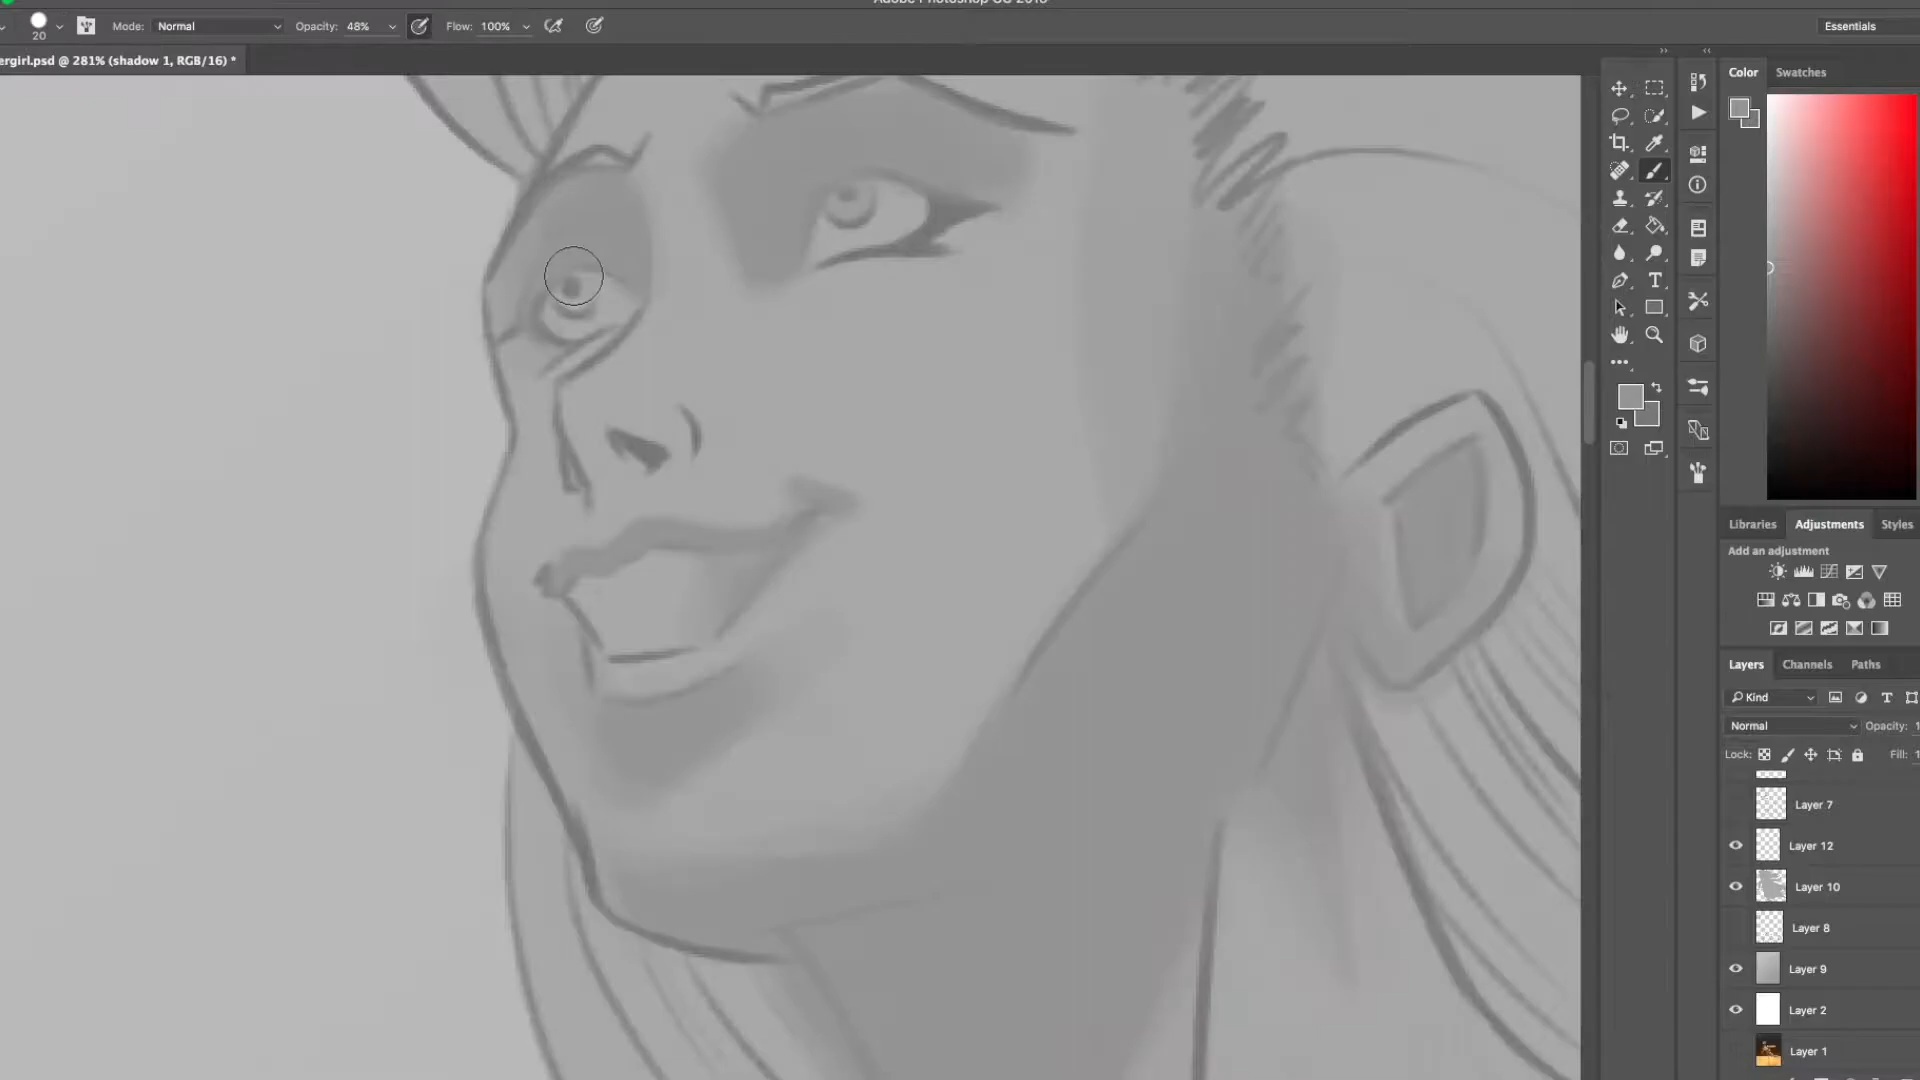 Adobe Photoshop CC 2018
20
Mode: Normal
Opacity: 48%
Flow: 100%
Essentials
ergirl.psd @ 281% (shadow 1, RGB/16) *
Color
Swatches
Libraries
Adjustments
Styles
Add an adjustment
Layers
Channels
Paths
Kind
Normal
Opacity: 1
Lock:
Fill: 1
Layer 7
Layer 12
Layer 10
Layer 8
Layer 9
Layer 2
Layer 1